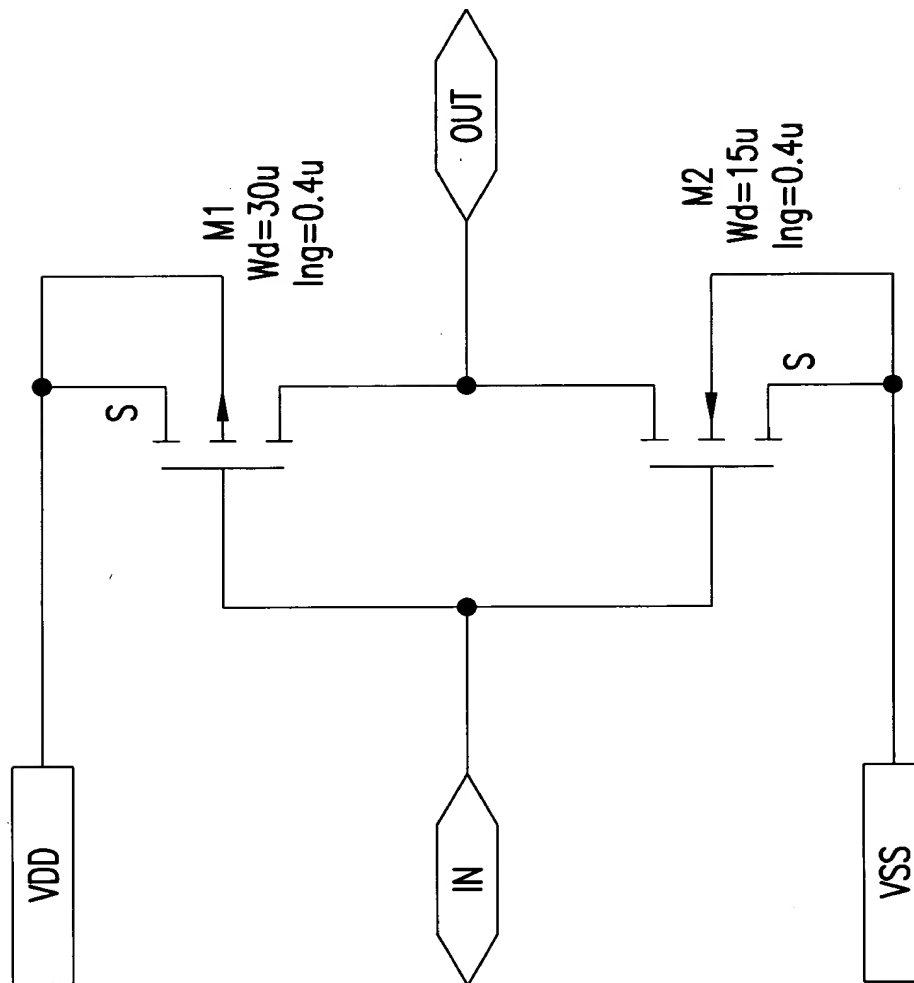 VDD
IN
VSS
S
S
M1
Wd=30u
lng=0.4u
OUT
M2
Wd=15u
lng=0.4u